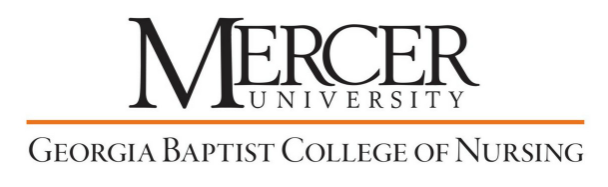 MERCER
UNIVERSITY
GEORGIA BAPTIST COLLEGE OF NURSING